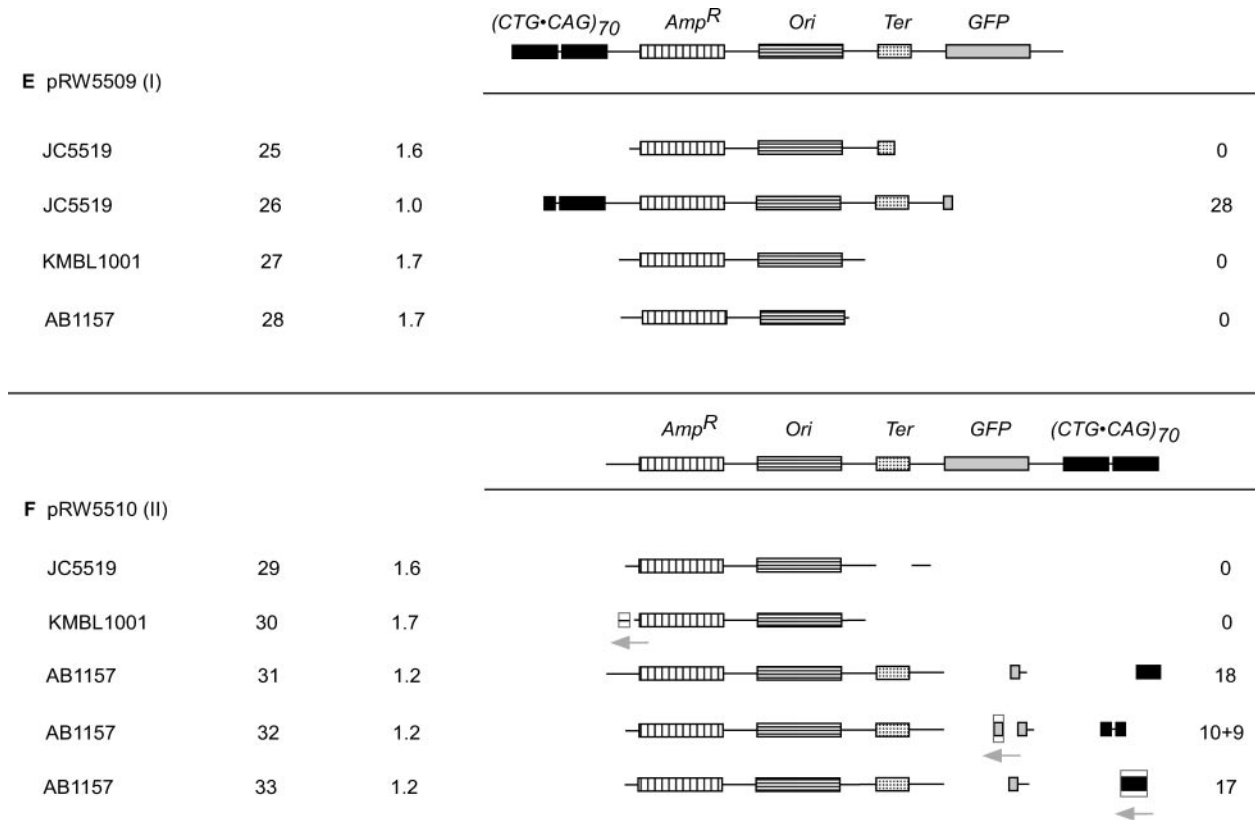 (CTG•CAG)70 AmpR Ori Ter GFP
E pRW5509 (I)
JC5519 25 1.6 0
JC5519 26 1.0 28
KMBL1001 27 1.7 0
AB1157 28 1.7 0
AmpR Ori Ter GFP (CTG•CAG)70
F pRW5510 (II)
JC5519 29 1.6 0
KMBL1001 30 1.7 0
AB1157 31 1.2 18
AB1157 32 1.2 10+9
AB1157 33 1.2 17